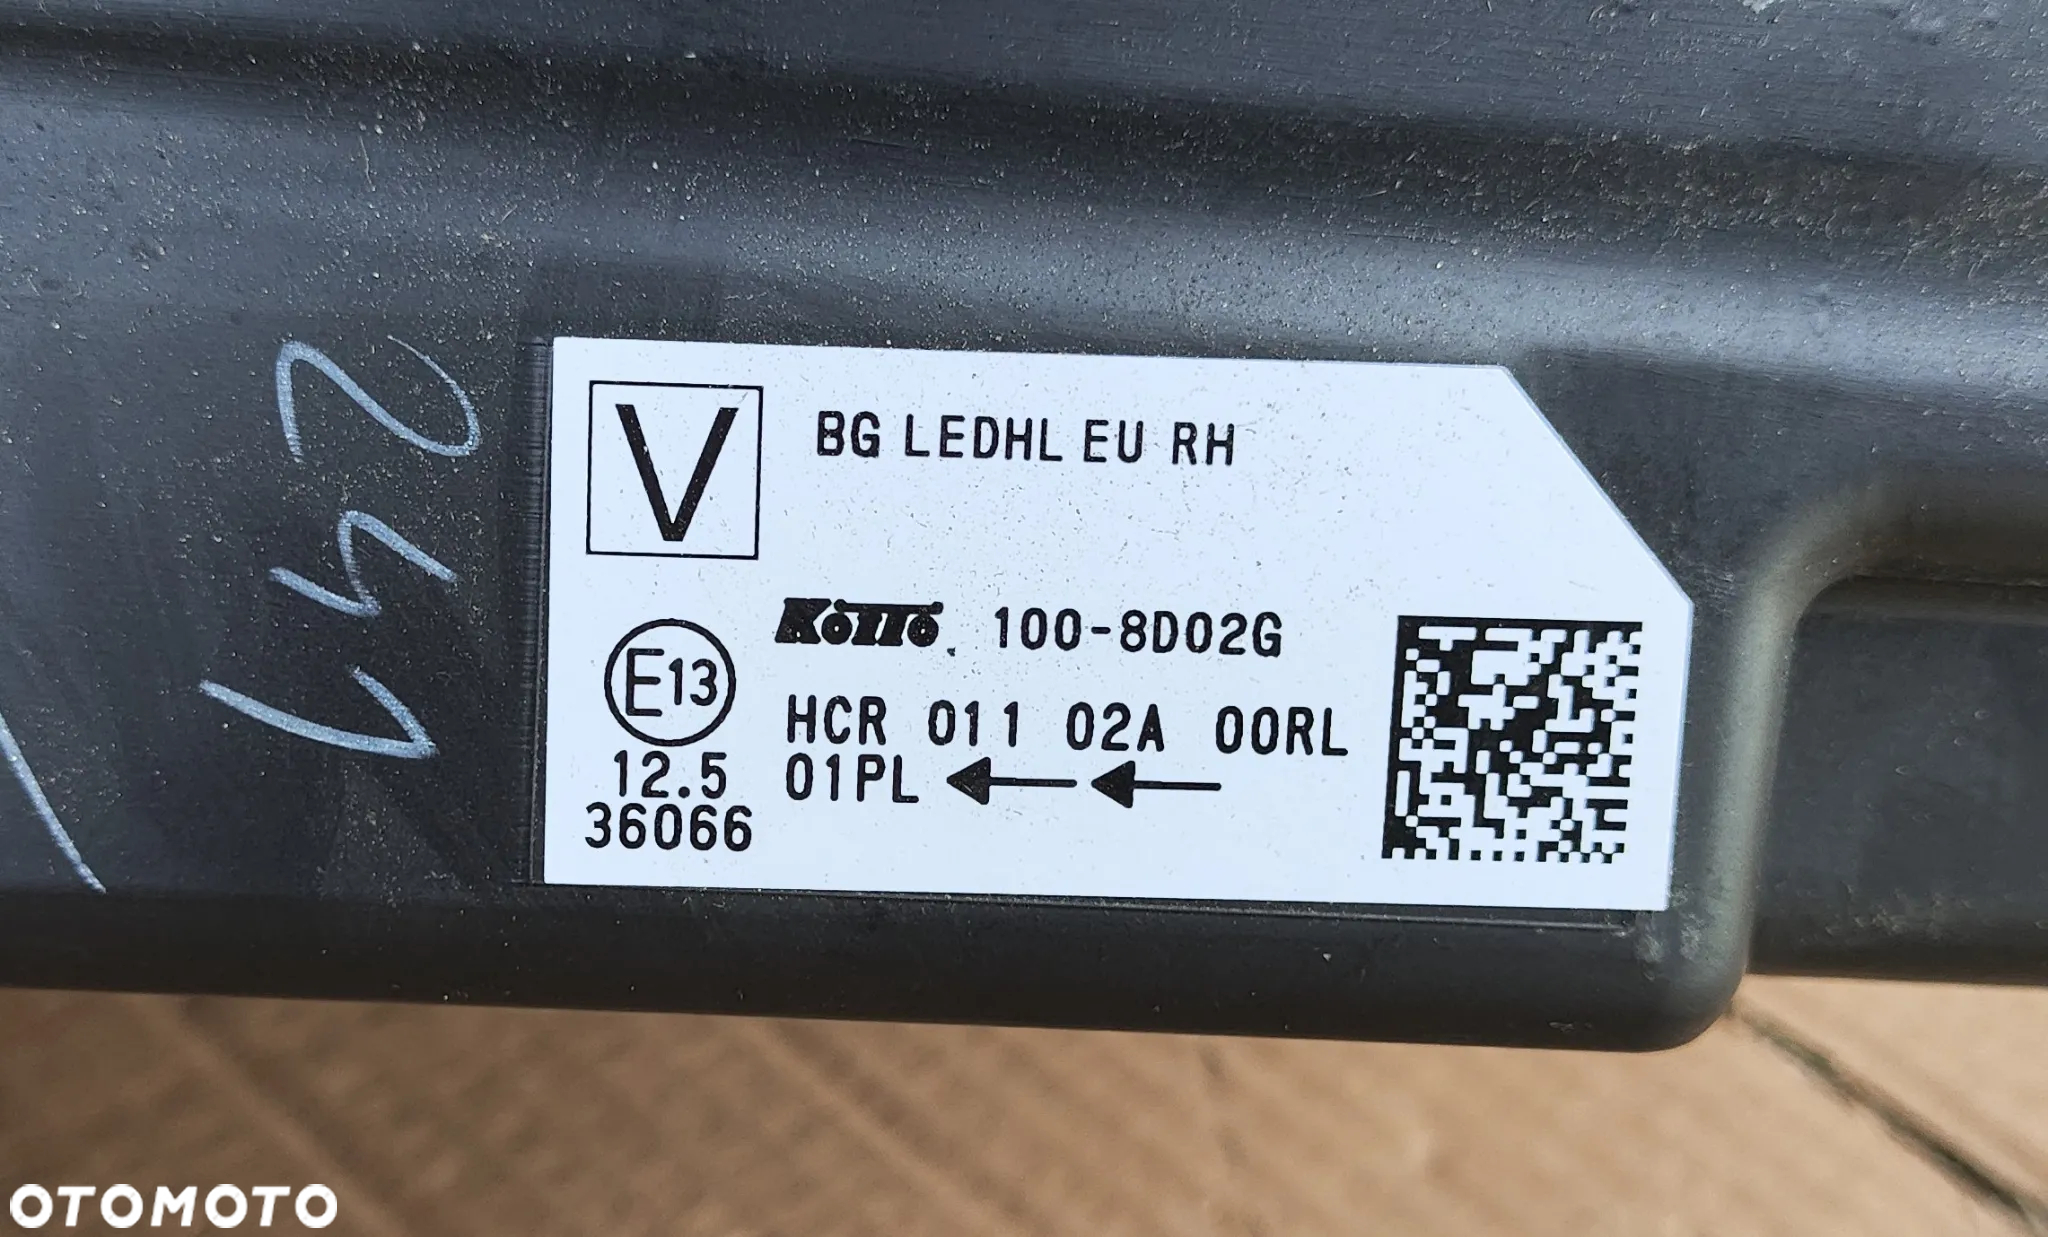 V
BG LEDHL EU RH
KOITO 100-8D02G
E13
HCR 011 02A 00RL
12.5
01PL
36066
OTOMOTO